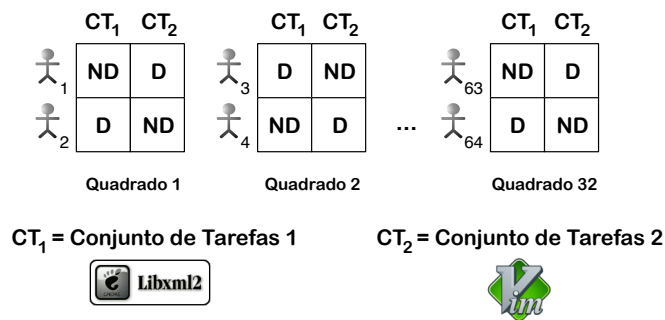 CT1 CT2 CT1 CT2 CT1 CT2
1 ND D 3 D ND 63 ND D
2 D ND 4 ND D ... 64 D ND
Quadrado 1 Quadrado 2 Quadrado 32
CT1 = Conjunto de Tarefas 1 CT2 = Conjunto de Tarefas 2
GNOME Libxml2 Vim